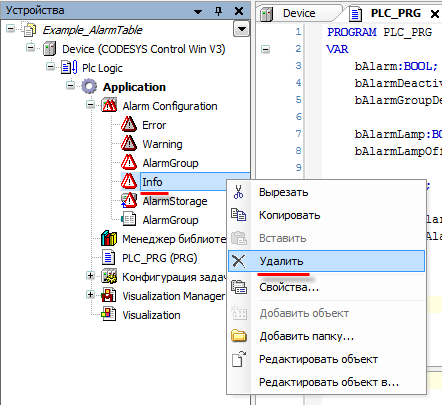 Устройства
Example_AlarmTable
Device (CODESYS Control Win V3)
Plc Logic
Application
Alarm Configuration
Error
Warning
AlarmGroup
Info
AlarmStorage
AlarmGroup
Менеджер библиоте
PLC_PRG (PRG)
Конфигурация задач
Visualization Manager
Visualization
Device
PLC_PRG
1 PROGRAM PLC_PRG
2 VAR
3 bAlarm:BOOL;
4 bAlarmDeactiv
5 bAlarmGroupDe
6
7 bAlarmLamp:BO
8 bAlarmLampOf
Вырезать
Копировать
Вставить
Удалить
Свойства...
Добавить объект
Добавить папку...
Редактировать объект
Редактировать объект в...